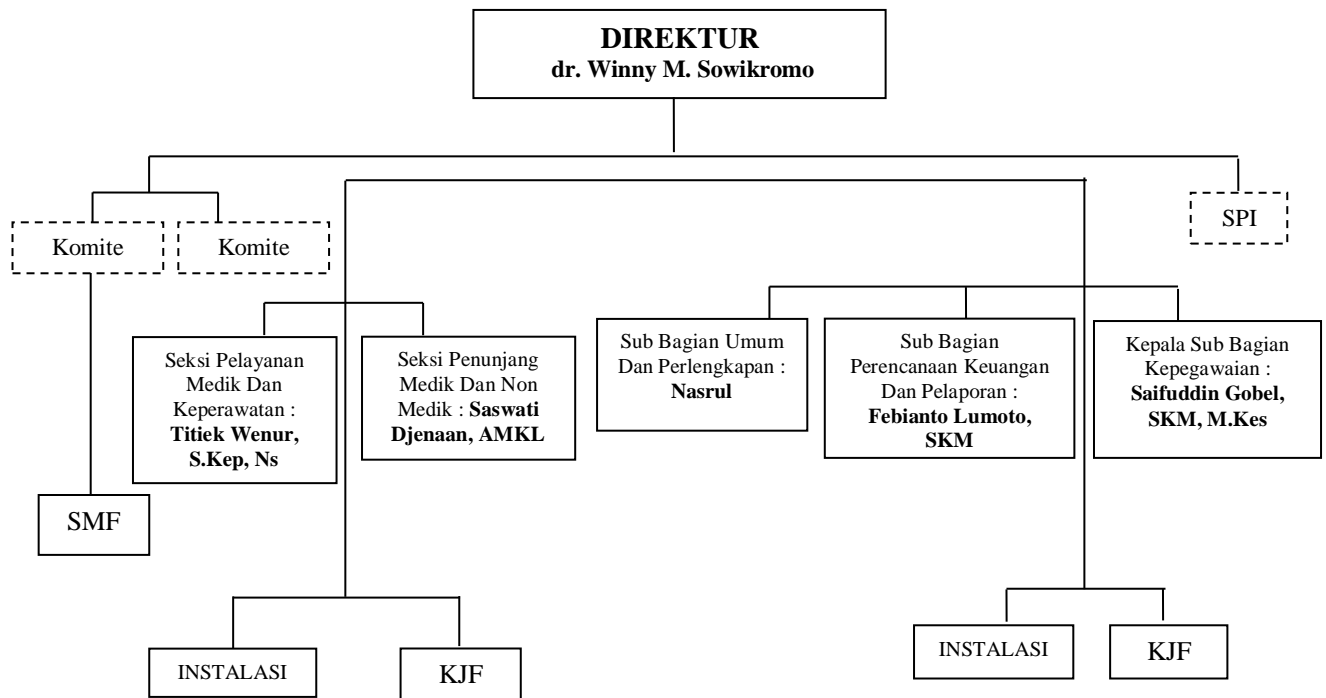 DIREKTUR
dr. Winny M. Sowikromo
Komite
Komite
SPI
Seksi Pelayanan
Medik Dan
Keperawatan :
Titiek Wenur,
S.Kep, Ns
Seksi Penunjang
Medik Dan Non
Medik : Saswati
Djenaan, AMKL
Sub Bagian Umum
Dan Perlengkapan :
Nasrul
Sub Bagian
Perencanaan Keuangan
Dan Pelaporan :
Febianto Lumoto,
SKM
Kepala Sub Bagian
Kepegawaian :
Saifuddin Gobel,
SKM, M.Kes
SMF
INSTALASI
KJF
INSTALASI
KJF